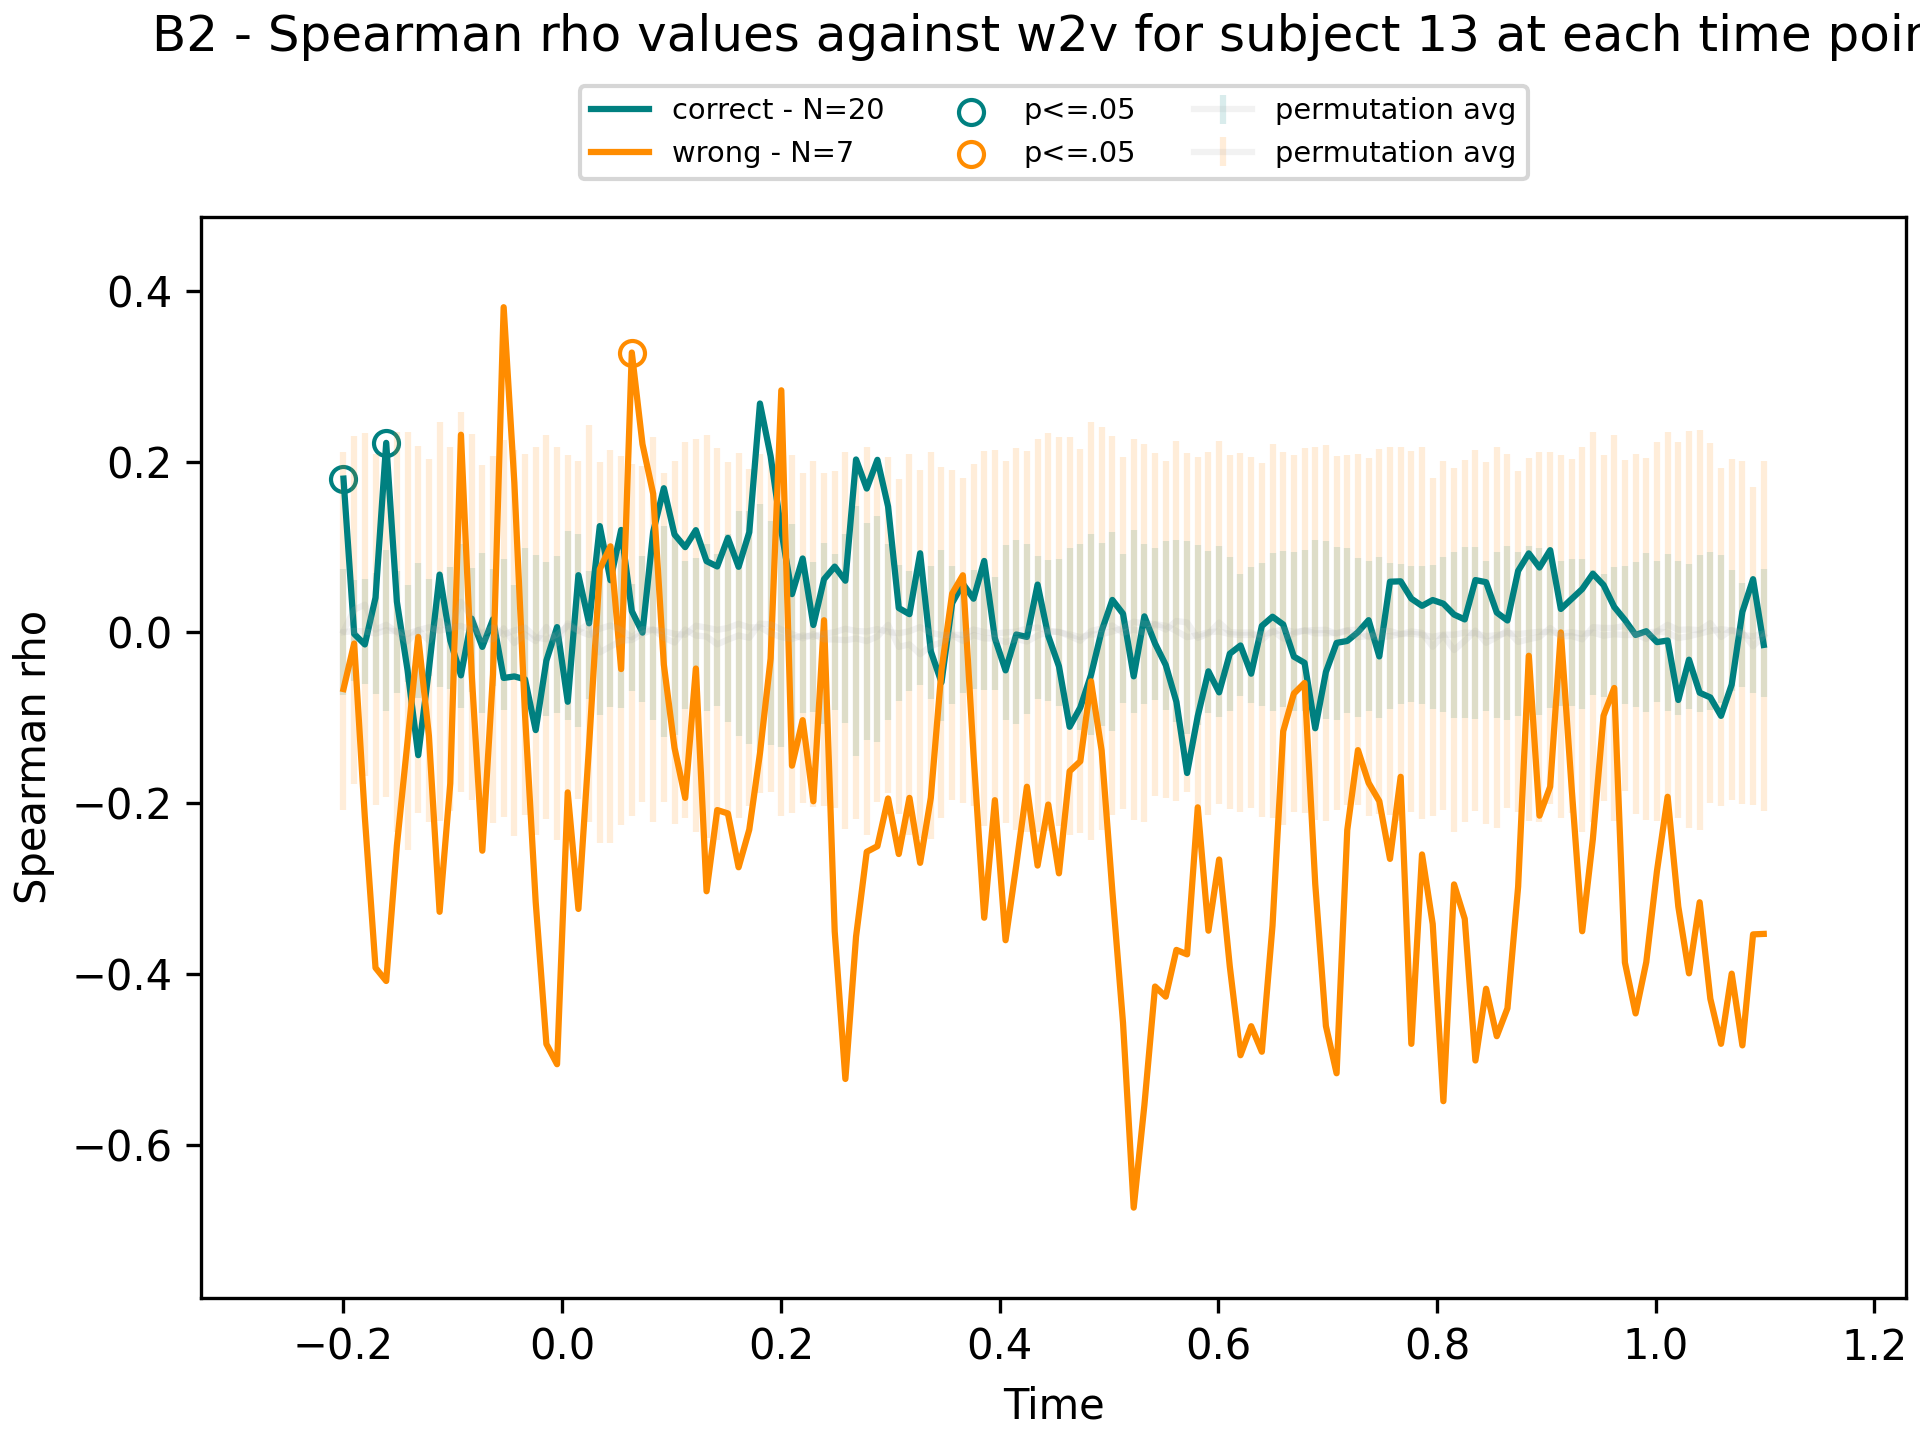 B2 - Spearman rho values against w2v for subject 13 at each time poin
correct - N=20 p<=.05 permutation avg
wrong - N=7 p<=.05 permutation avg
0.4
0.2
0.0
−0.2
−0.4
−0.6
Spearman rho
−0.2 0.0 0.2 0.4 0.6 0.8 1.0 1.2
Time